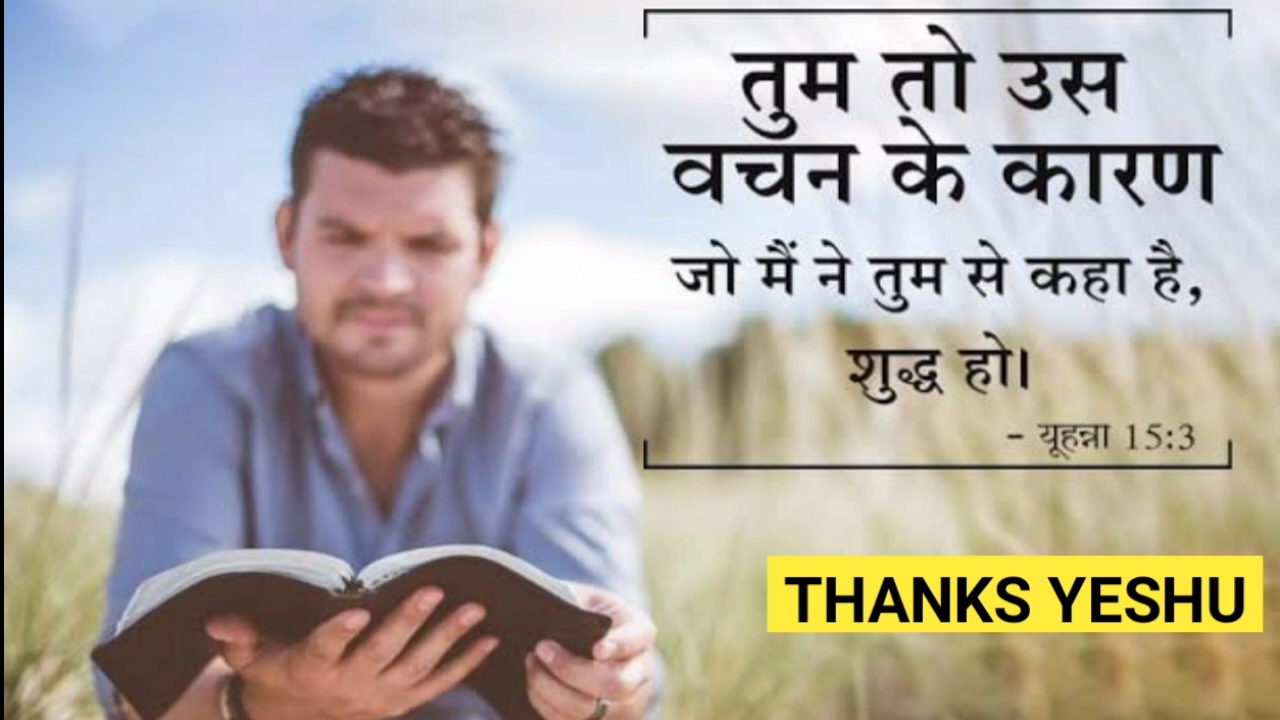 तुम तो उस
वचन के कारण
जो मैं ने तुम से कहा है,
शुद्ध हो।
- यूहन्ना 15:3
THANKS YESHU